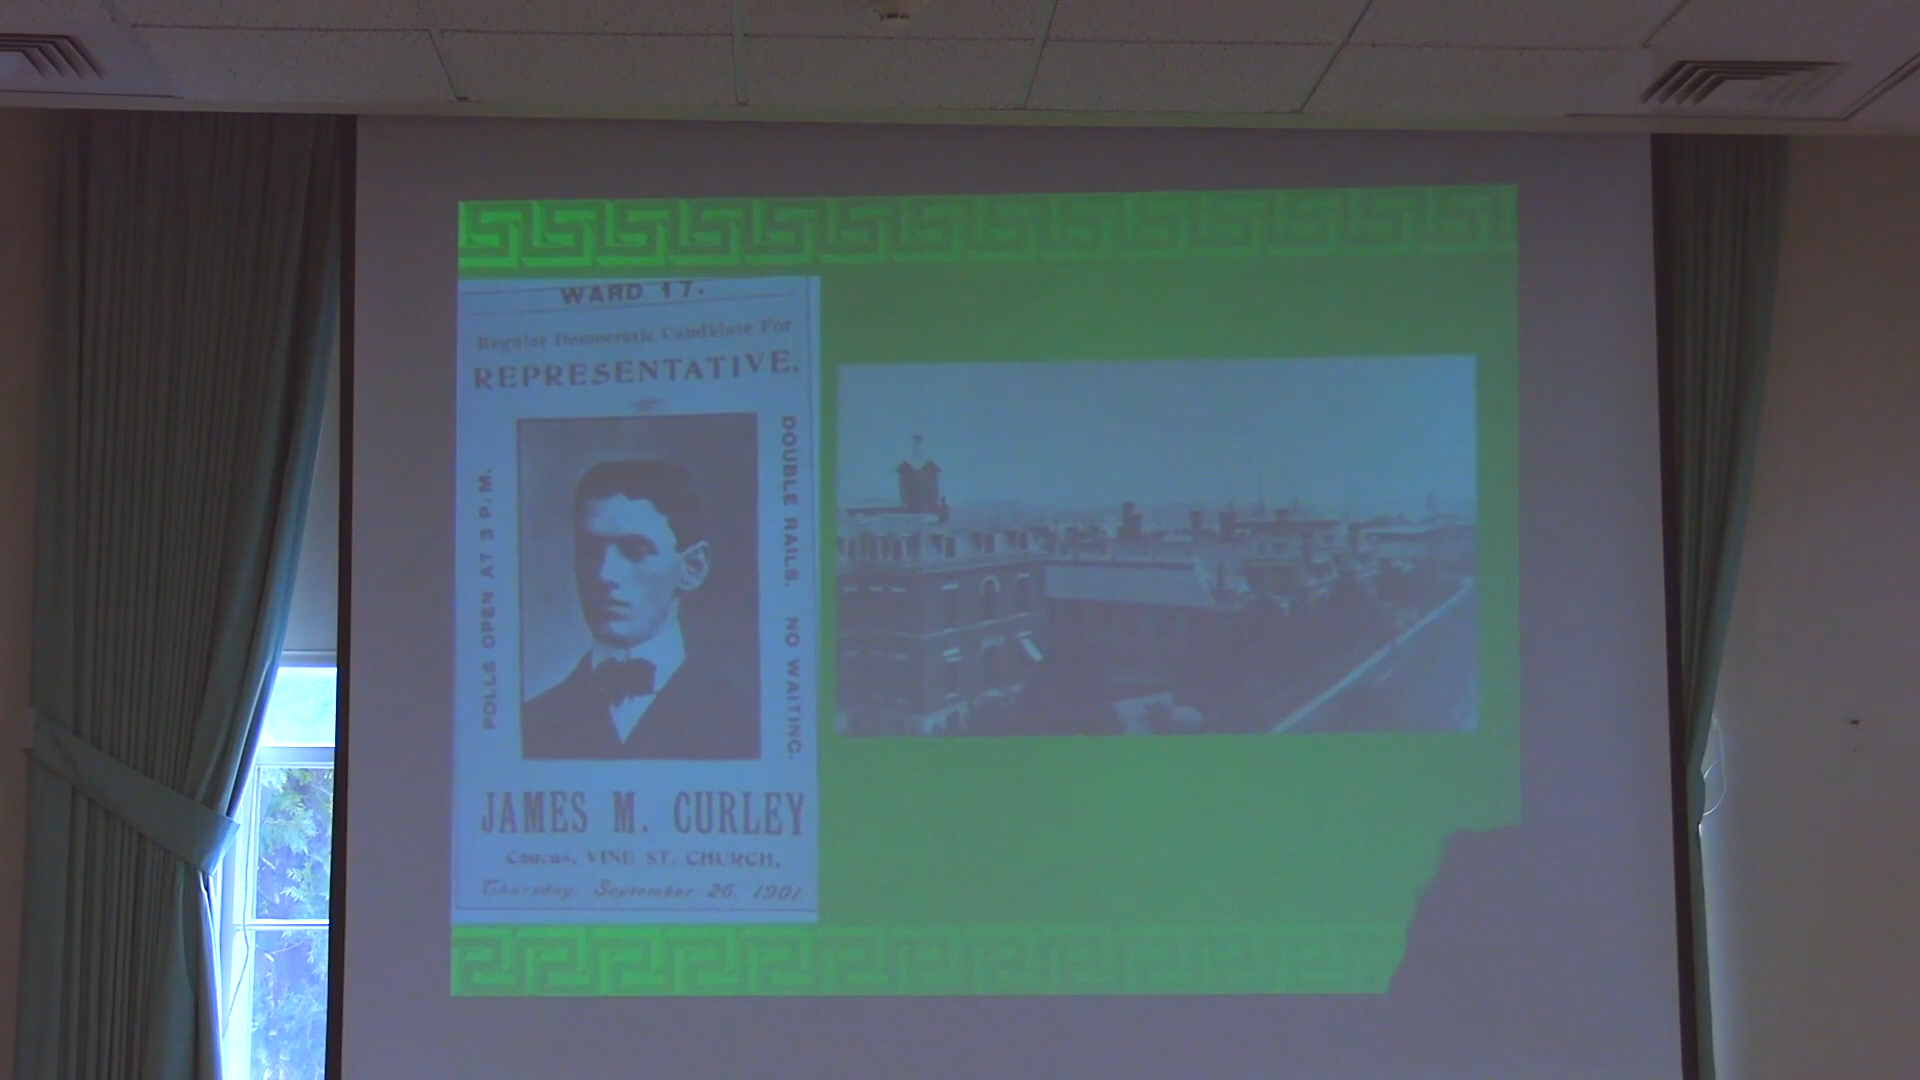 WARD 17.
Regular Democratic Candidate For
REPRESENTATIVE.
POLLS OPEN AT 3 P.M.
DOUBLE RAILS. NO WAITING.
JAMES M. CURLEY
Caucus, VINE ST. CHURCH,
Thursday, September 26, 1901